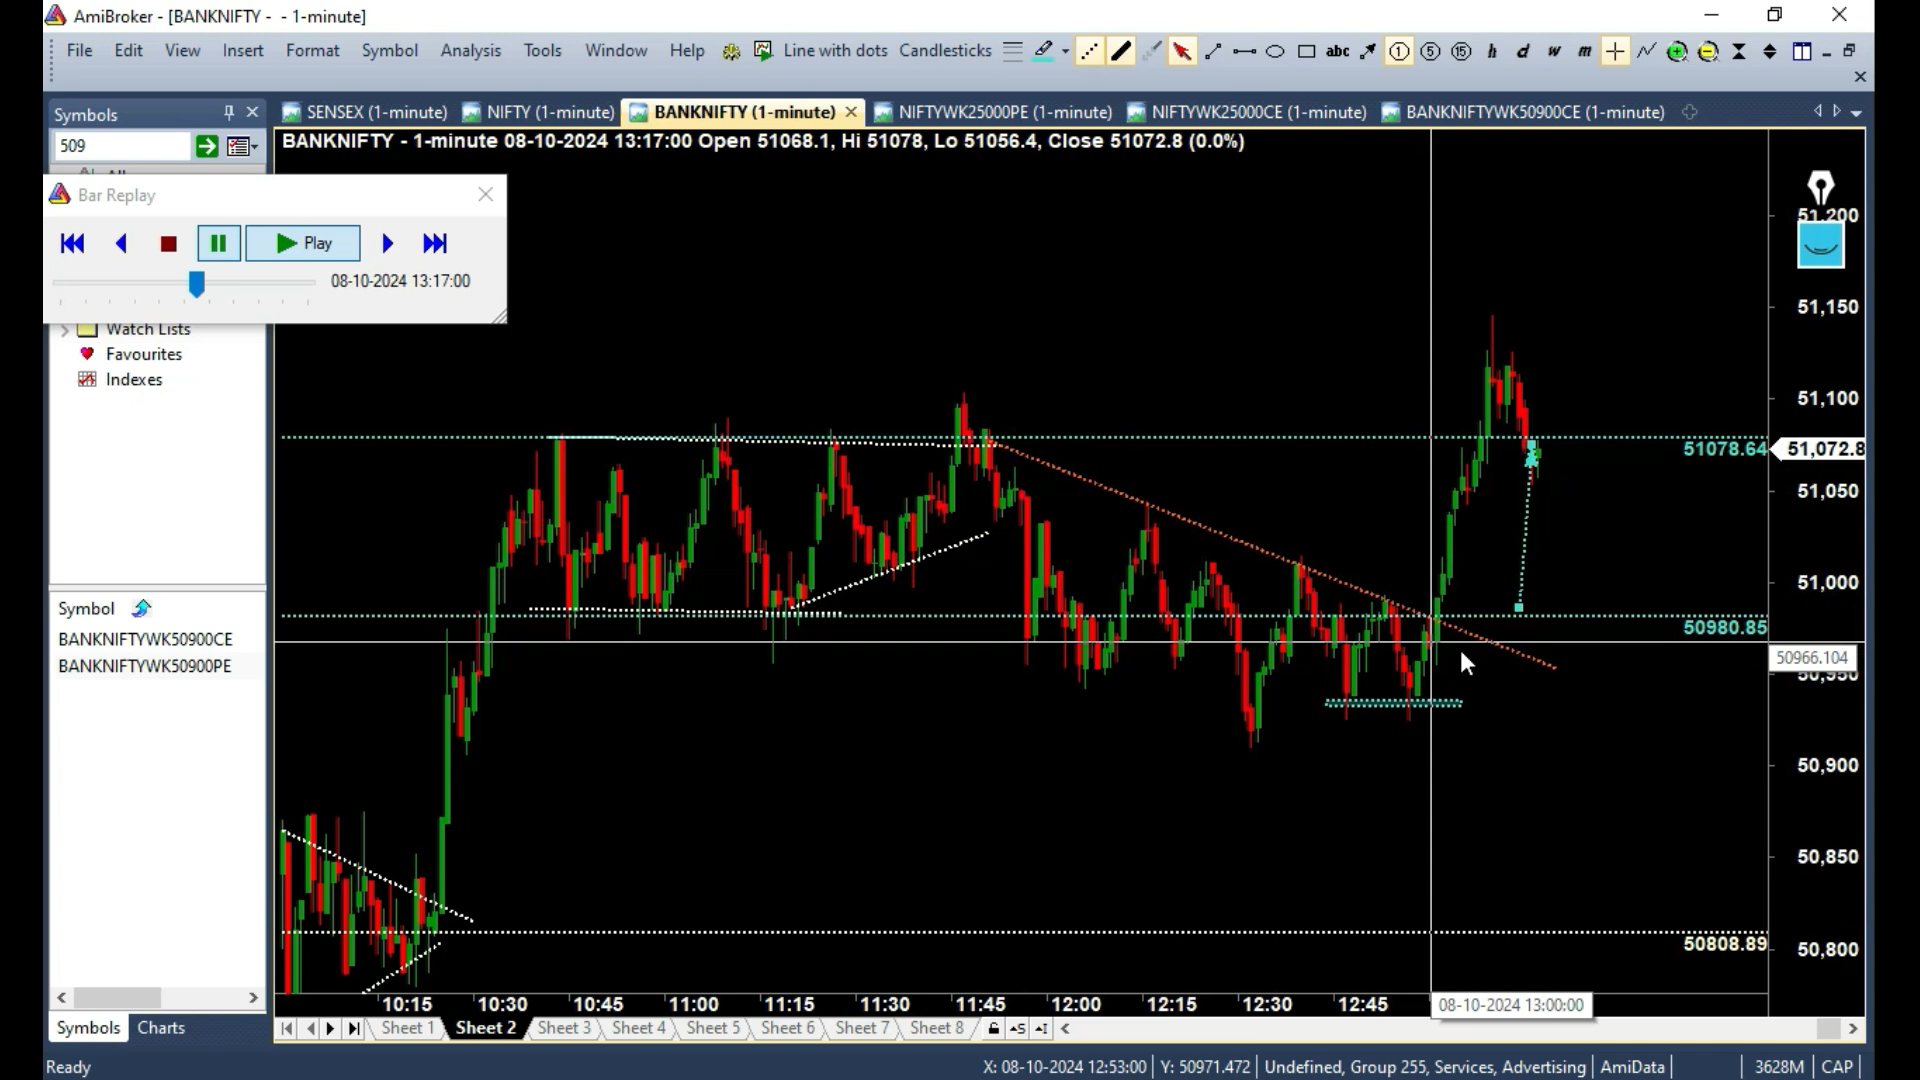 AmiBroker - [BANKNIFTY - - 1-minute]
File Edit View Insert Format Symbol Analysis Tools Window Help Line with dots Candlesticks abc 1 5 15 h d w m
Symbols
SENSEX (1-minute) NIFTY (1-minute) BANKNIFTY (1-minute) NIFTYWK25000PE (1-minute) NIFTYWK25000CE (1-minute) BANKNIFTYWK50900CE (1-minute)
509
BANKNIFTY - 1-minute 08-10-2024 13:17:00 Open 51068.1, Hi 51078, Lo 51056.4, Close 51072.8 (0.0%)
Bar Replay
Play
08-10-2024 13:17:00
Watch Lists
Favourites
Indexes
51,200
51,150
51,100
51078.64
51,072.8
51,050
51,000
50980.85
50966.104
50,950
50,900
50,850
50808.89
50,800
Symbol
BANKNIFTYWK50900CE
BANKNIFTYWK50900PE
10:15 10:30 10:45 11:00 11:15 11:30 11:45 12:00 12:15 12:30 12:45 08-10-2024 13:00:00
Symbols Charts
Sheet 1 Sheet 2 Sheet 3 Sheet 4 Sheet 5 Sheet 6 Sheet 7 Sheet 8
Ready
X: 08-10-2024 12:53:00 Y: 50971.472 Undefined, Group 255, Services, Advertising AmiData 3628M CAP